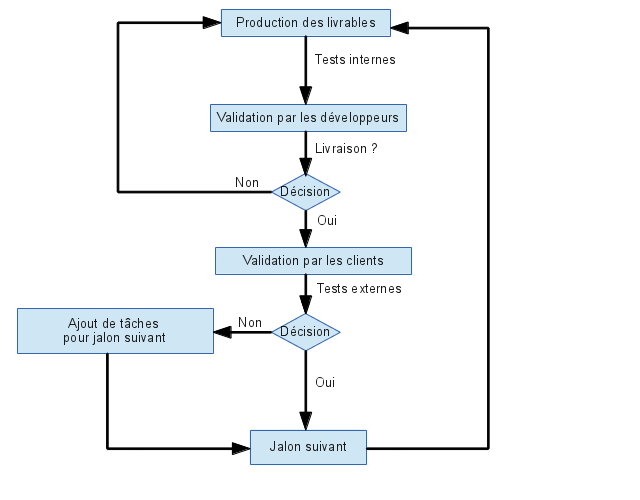 Production des livrables
Tests internes
Validation par les développeurs
Livraison ?
Non
Décision
Oui
Validation par les clients
Tests externes
Ajout de tâches
pour jalon suivant
Non
Décision
Oui
Jalon suivant